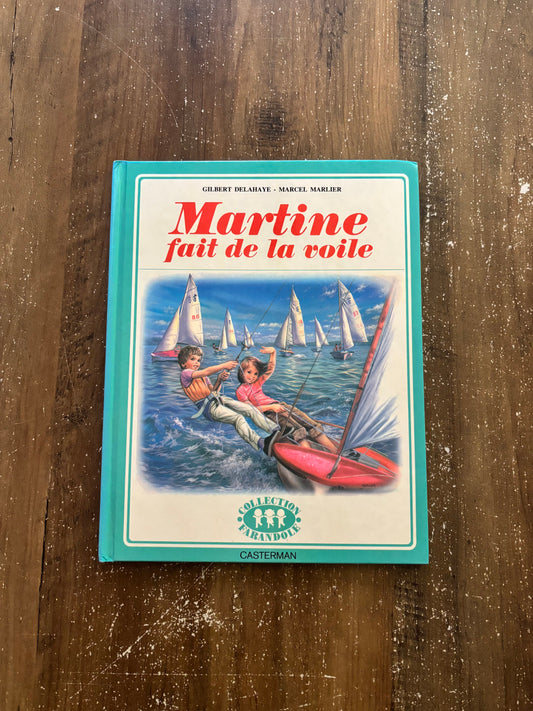 GILBERT DELAHAYE - MARCEL MARLIER
Martine
fait de la voile
COLLECTION
FARANDOLE
CASTERMAN